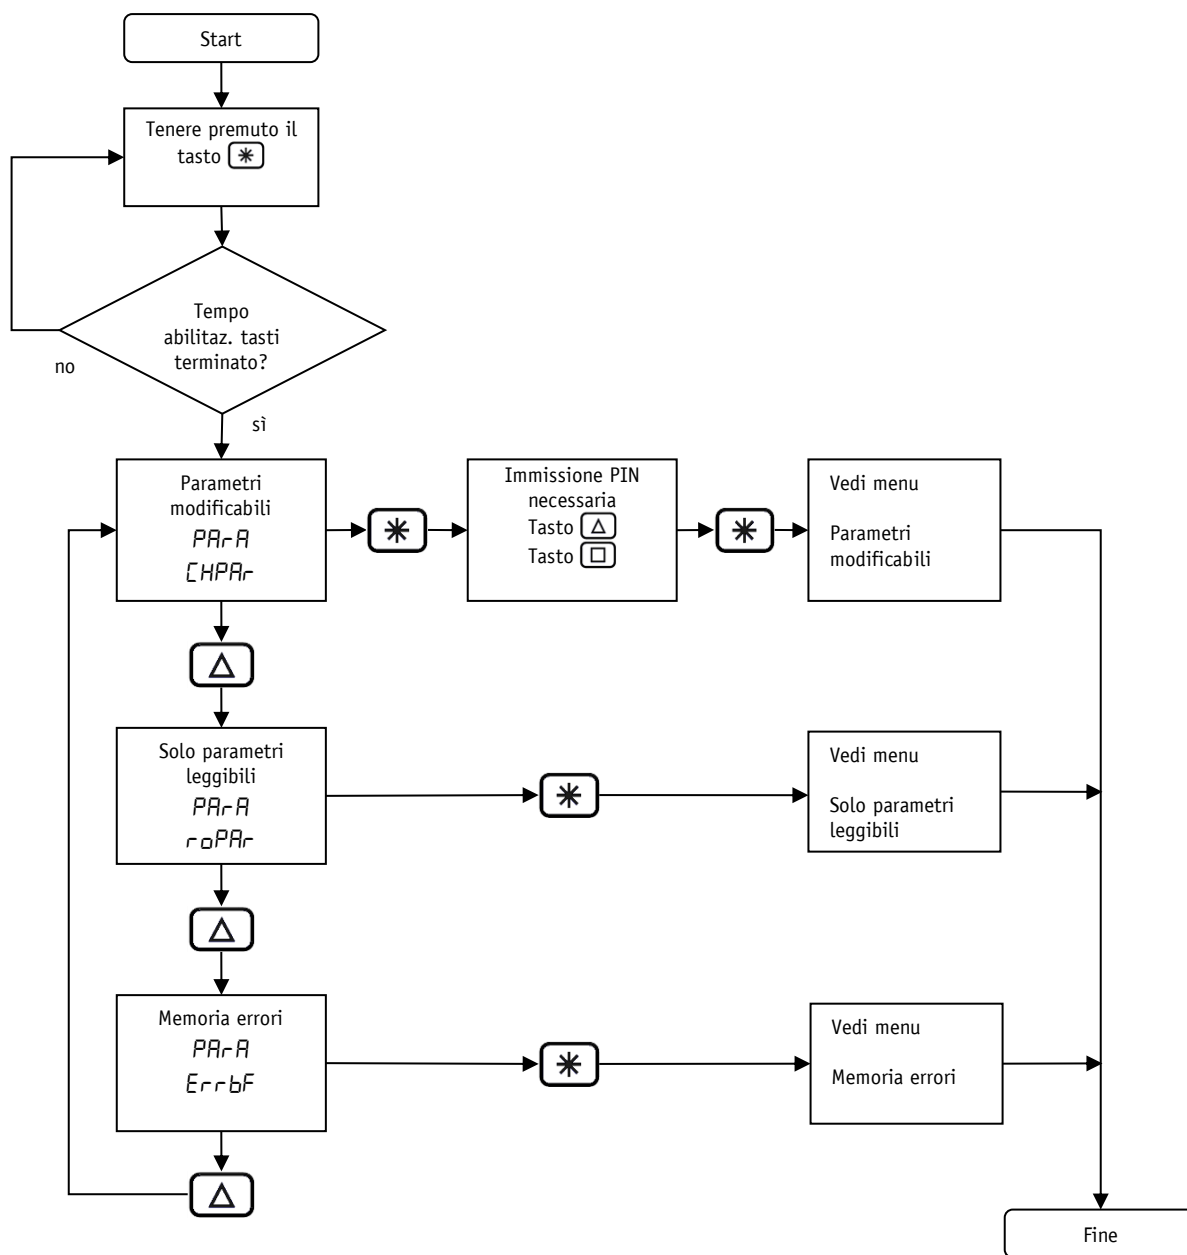 Start
Tenere premuto il
tasto
Tempo
abilitaz. tasti
terminato?
no
sì
Parametri
modificabili
PArA
CHPAr
Immissione PIN
necessaria
Tasto
Tasto
Vedi menu
Parametri
modificabili
Solo parametri
leggibili
PArA
roPAr
Vedi menu
Solo parametri
leggibili
Memoria errori
PArA
ErrbF
Vedi menu
Memoria errori
Fine